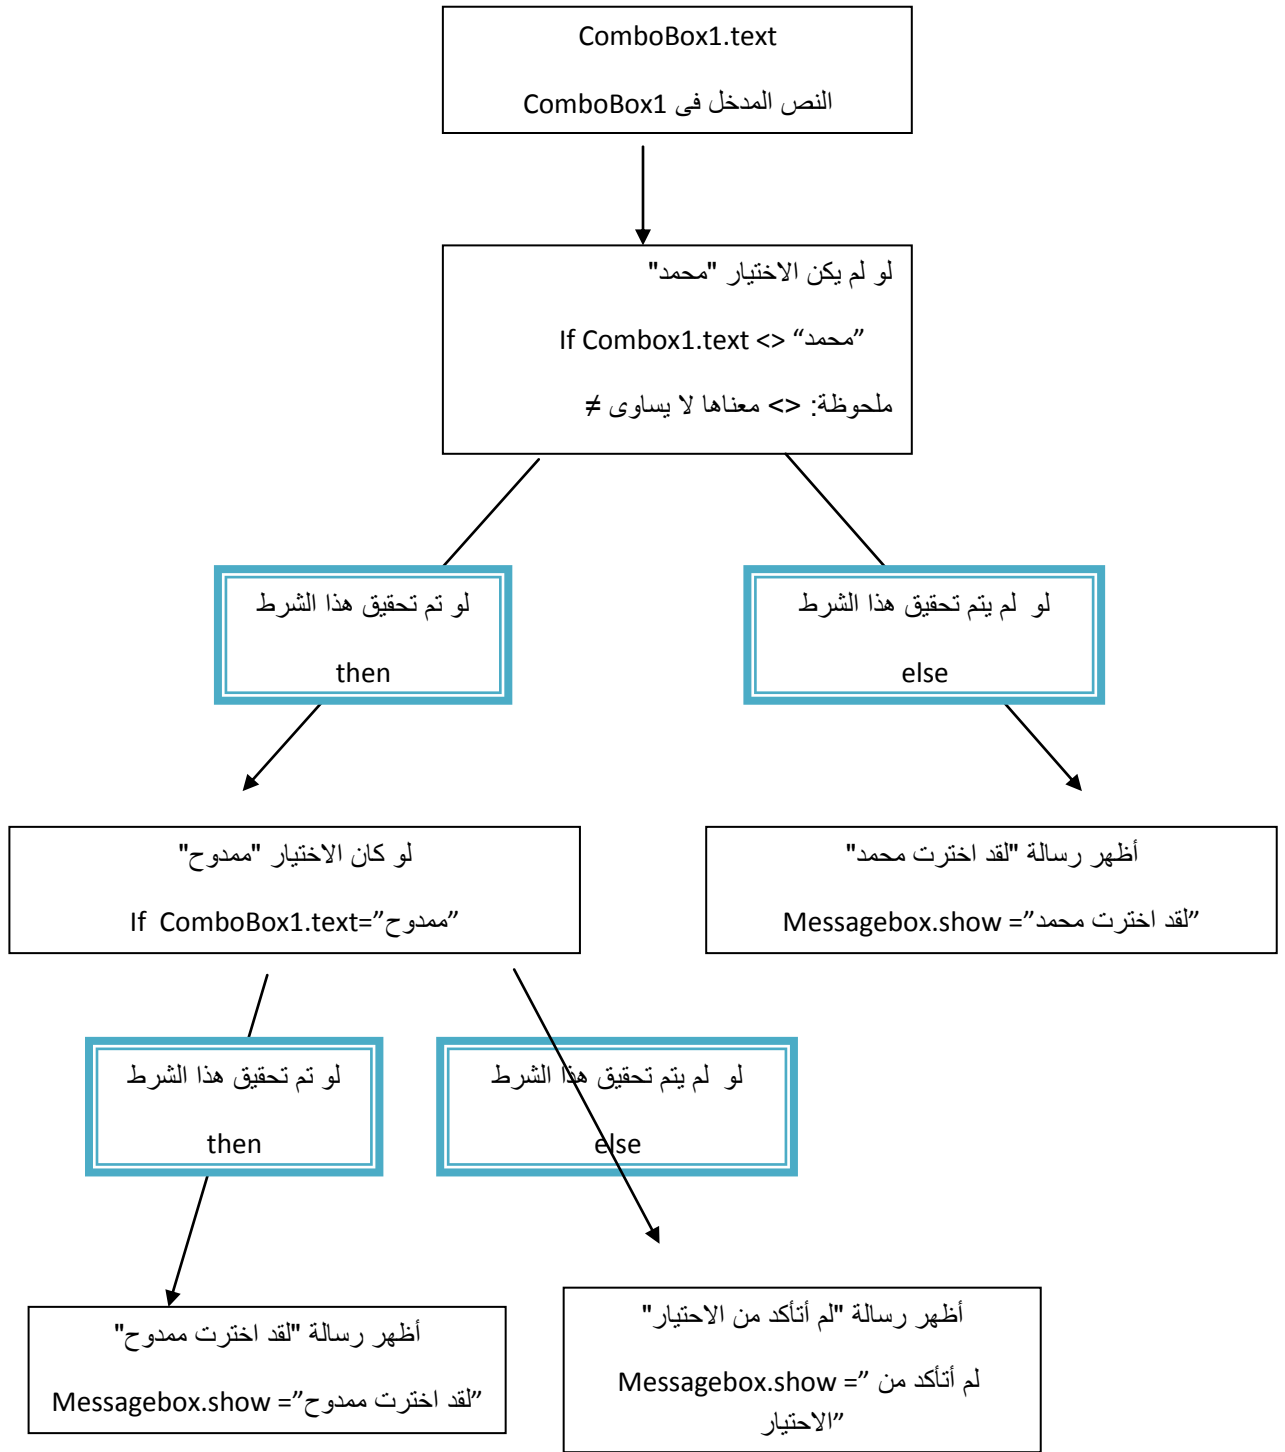 ComboBox1.text
النص المدخل فى ComboBox1
لو لم يكن الاختيار "محمد"
If Combox1.text <> “محمد”
ملحوظة: <> معناها لا يساوى ≠
لو تم تحقيق هذا الشرط
then
لو لم يتم تحقيق هذا الشرط
else
لو كان الاختيار "ممدوح"
If ComboBox1.text=”ممدوح”
أظهر رسالة "لقد اخترت محمد"
Messagebox.show =”لقد اخترت محمد”
لو تم تحقيق هذا الشرط
then
لو لم يتم تحقيق هذا الشرط
else
أظهر رسالة "لقد اخترت ممدوح"
Messagebox.show =”لقد اخترت ممدوح”
أظهر رسالة "لم أتأكد من الاحتيار"
Messagebox.show =” لم أتأكد من
الاحتيار”